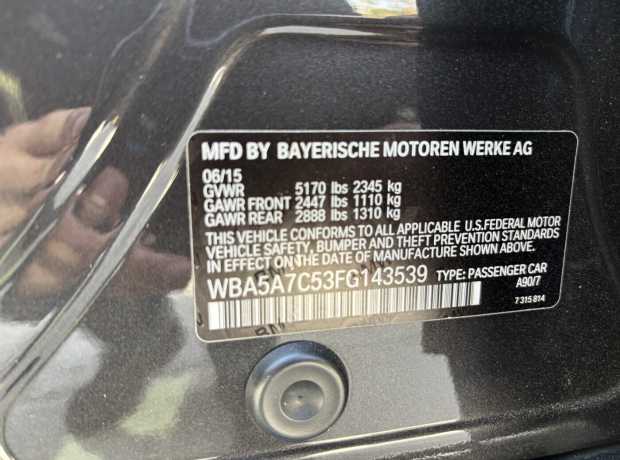 MFD BY BAYERISCHE MOTOREN WERKE AG
06/15
GVWR 5170 lbs 2345 kg
GAWR FRONT 2447 lbs 1110 kg
GAWR REAR 2888 lbs 1310 kg
THIS VEHICLE CONFORMS TO ALL APPLICABLE U.S.FEDERAL MOTOR
VEHICLE SAFETY, BUMPER AND THEFT PREVENTION STANDARDS
IN EFFECT ON THE DATE OF MANUFACTURE SHOWN ABOVE.
WBA5A7C53FG143539 TYPE: PASSENGER CAR
A90/7
7 315 814